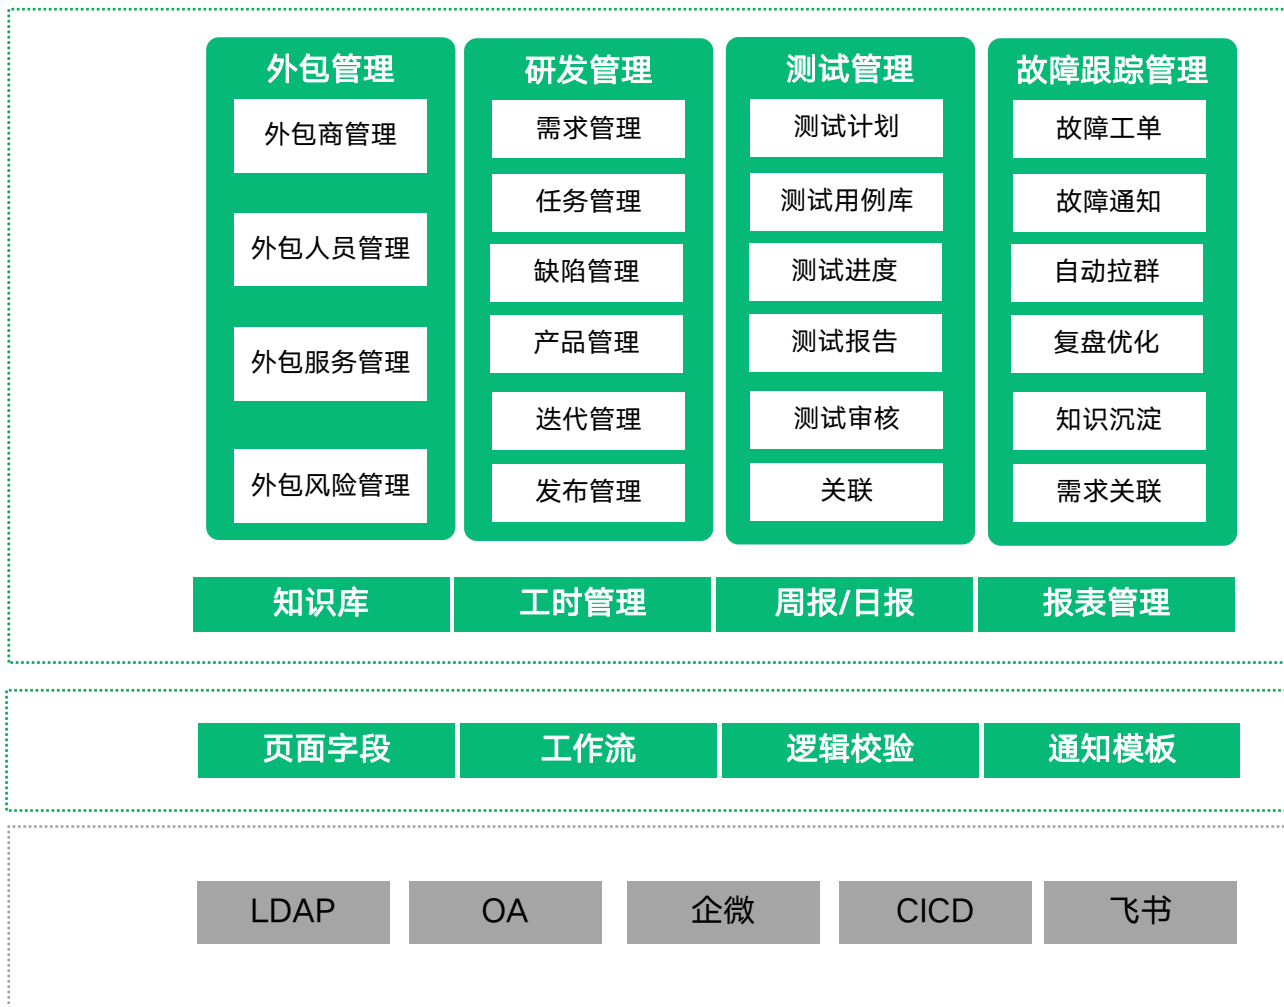 外包管理
外包商管理
外包人员管理
外包服务管理
外包风险管理
研发管理
需求管理
任务管理
缺陷管理
产品管理
迭代管理
发布管理
测试管理
测试计划
测试用例库
测试进度
测试报告
测试审核
关联
故障跟踪管理
故障工单
故障通知
自动拉群
复盘优化
知识沉淀
需求关联
知识库
工时管理
周报/日报
报表管理
页面字段
工作流
逻辑校验
通知模板
LDAP
OA
企微
CICD
飞书